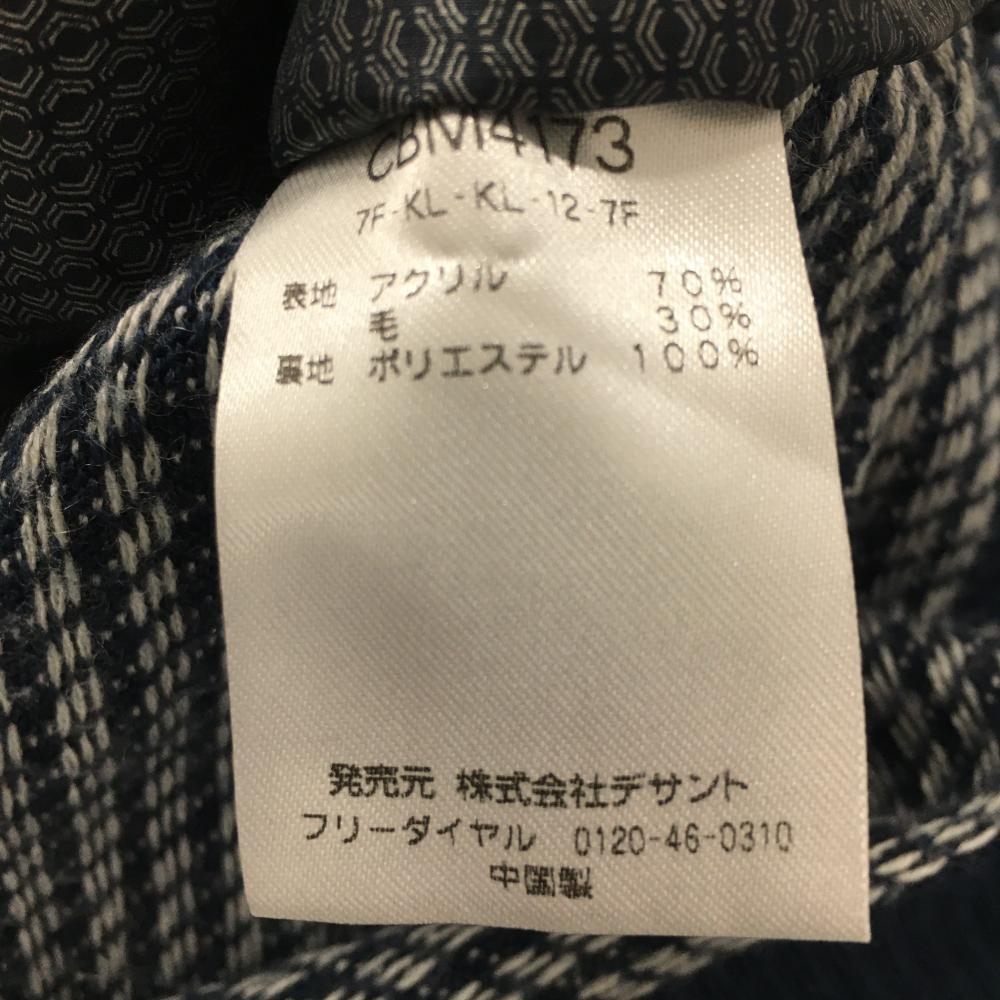 CBM4173
7F-KL-KL-12-7F
表地 アクリル 70%
毛 30%
裏地 ポリエステル 100%
発売元 株式会社デサント
フリーダイヤル 0120-46-0310
中国製